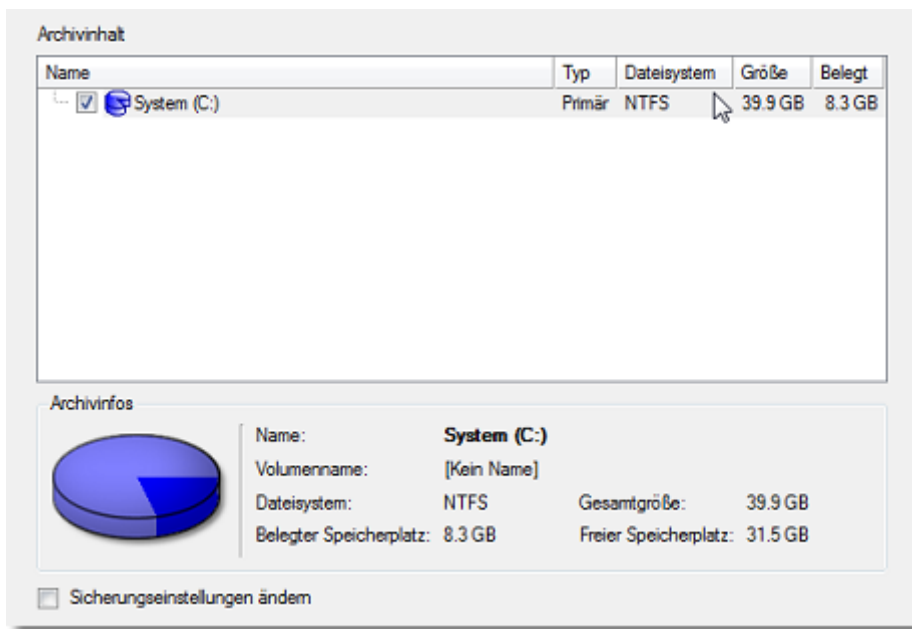 Archivinhalt
Name Typ Dateisystem Größe Belegt
System (C:) Primär NTFS 39.9 GB 8.3 GB
Archivinfos
Name: System (C:)
Volumenname: [Kein Name]
Dateisystem: NTFS Gesamtgröße: 39.9 GB
Belegter Speicherplatz: 8.3 GB Freier Speicherplatz: 31.5 GB
Sicherungseinstellungen ändern